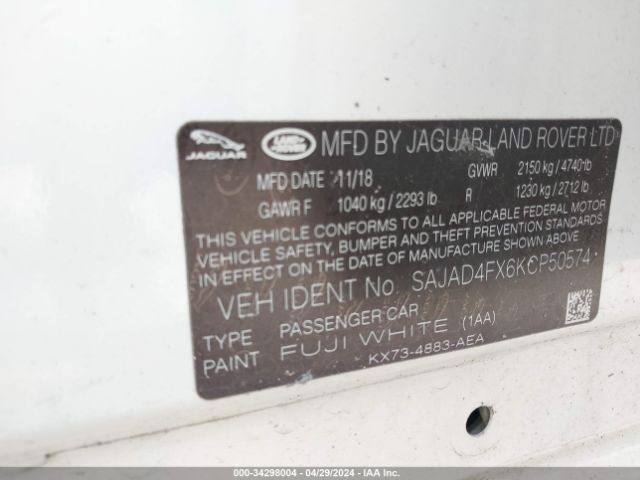 JAGUAR
LAND ROVER
MFD BY JAGUAR LAND ROVER LTD
MFD DATE 11/18 GVWR 2150 kg / 4740 lb
GAWR F 1040 kg / 2293 lb R 1230 kg / 2712 lb
THIS VEHICLE CONFORMS TO ALL APPLICABLE FEDERAL MOTOR
VEHICLE SAFETY, BUMPER AND THEFT PREVENTION STANDARDS
IN EFFECT ON THE DATE OF MANUFACTURE SHOWN ABOVE
VEH IDENT No. SAJAD4FX6KCP50574
TYPE PASSENGER CAR
PAINT FUJI WHITE (1AA)
KX73-4883-AEA
000-34298004 • 04/29/2024 • IAA Inc.